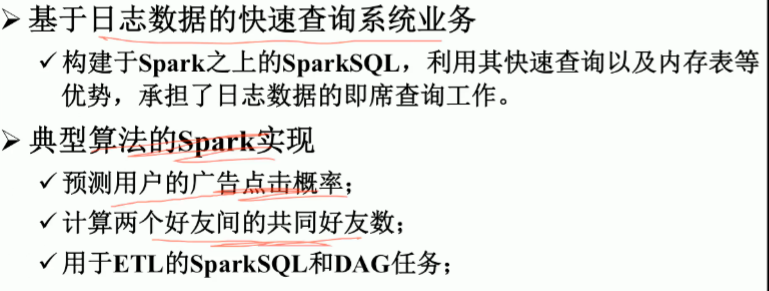 ➢ 基于日志数据的快速查询系统业务
✓ 构建于Spark之上的SparkSQL，利用其快速查询以及内存表等
优势，承担了日志数据的即席查询工作。
➢ 典型算法的Spark实现
✓ 预测用户的广告点击概率；
✓ 计算两个好友间的共同好友数；
✓ 用于ETL的SparkSQL和DAG任务；